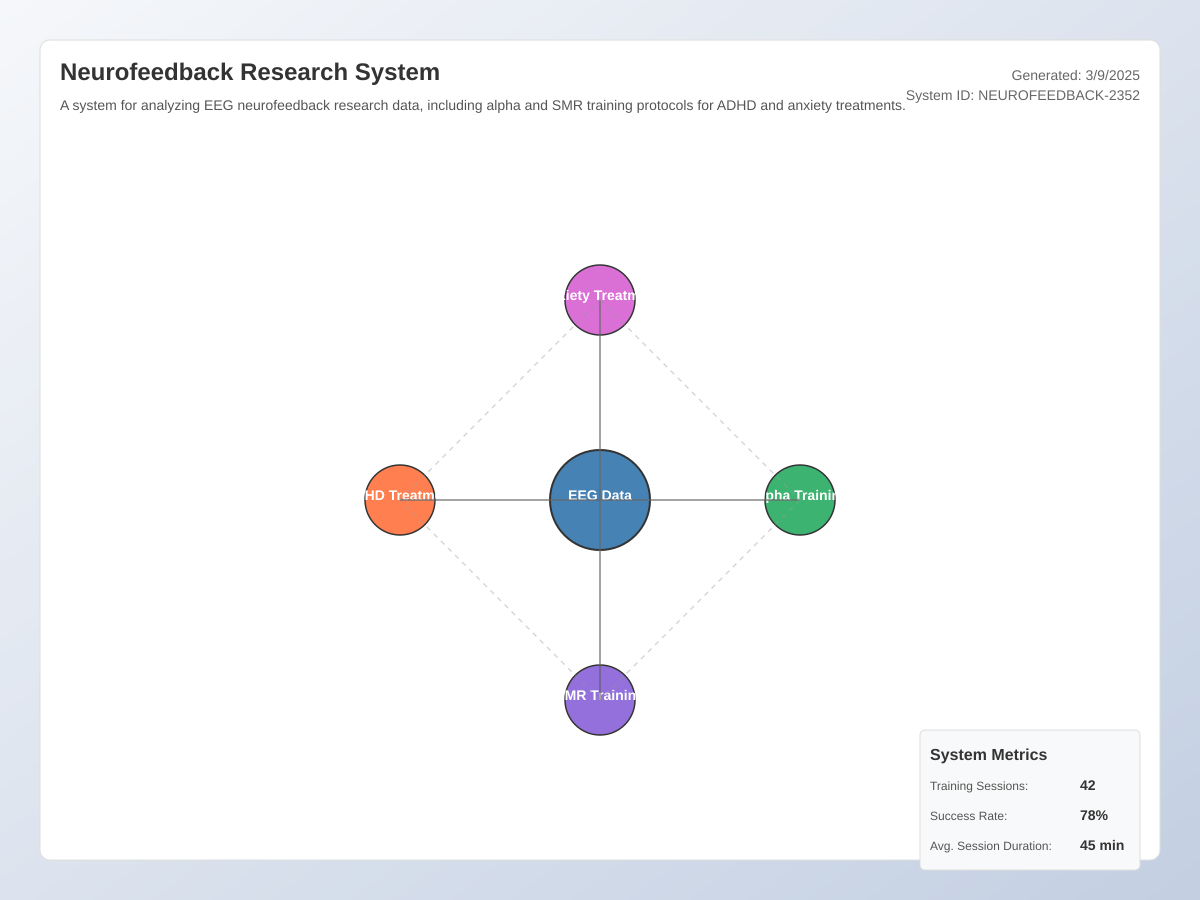 Neurofeedback Research System
Generated: 3/9/2025
A system for analyzing EEG neurofeedback research data, including alpha and SMR training protocols for ADHD and anxiety treatments.
System ID: NEUROFEEDBACK-2352
iety Treatm
HD Treatm
EEG Data
pha Trainin
MR Trainin
System Metrics
Training Sessions: 42
Success Rate: 78%
Avg. Session Duration: 45 min